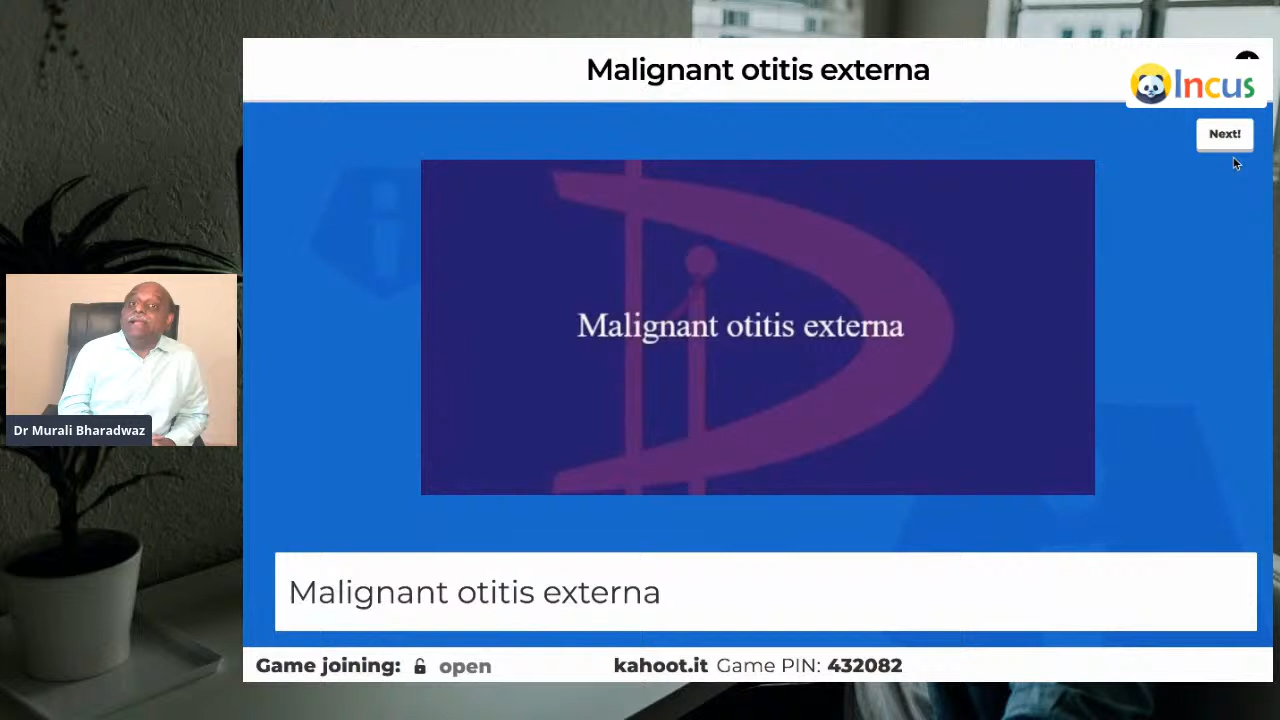 Malignant otitis externa
Incus
Next!
Malignant otitis externa
Dr Murali Bharadwaz
Malignant otitis externa
Game joining: open kahoot.it Game PIN: 432082